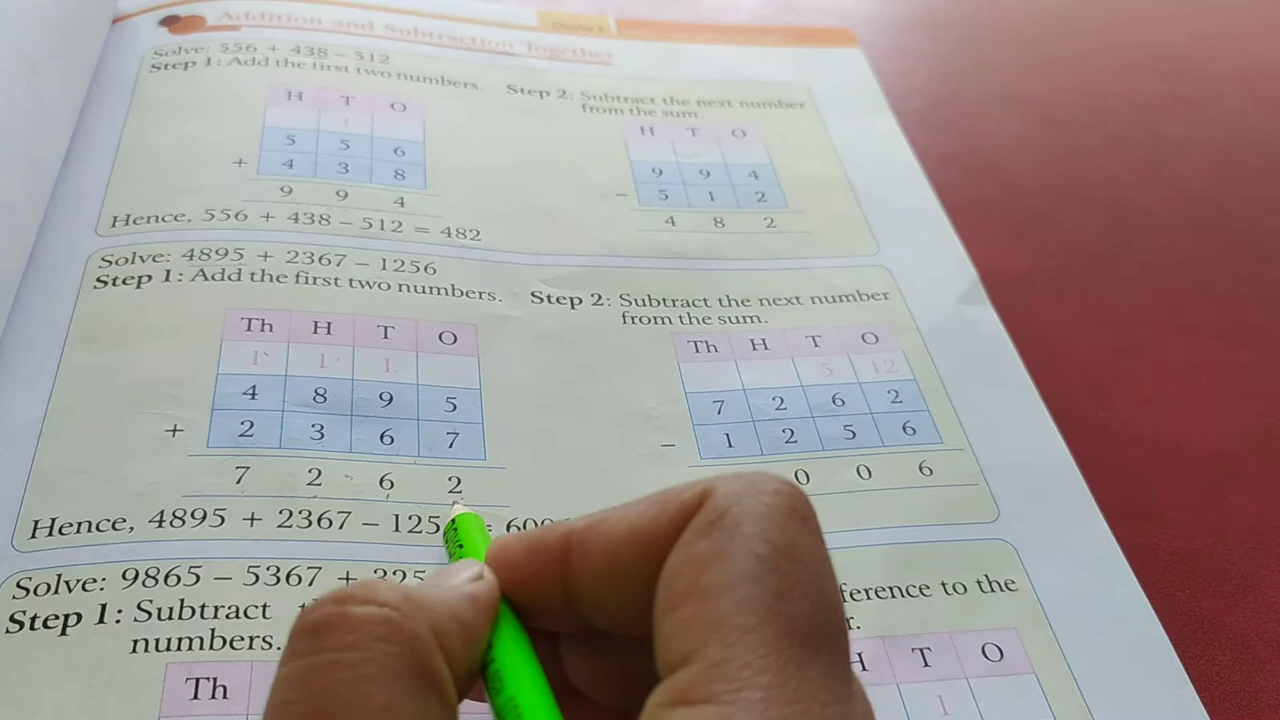 Addition and Subtraction Together
Solve: 556 + 438 – 512
Step 1: Add the first two numbers.
H T O
1
5 5 6
+ 4 3 8
9 9 4
Step 2: Subtract the next number
from the sum.
H T O
9 9 4
– 5 1 2
4 8 2
Hence, 556 + 438 – 512 = 482
Solve: 4895 + 2367 – 1256
Step 1: Add the first two numbers.
Th H T O
1 1 1
4 8 9 5
+ 2 3 6 7
7 2 6 2
Step 2: Subtract the next number
from the sum.
Th H T O
5 12
7 2 6 2
– 1 2 5 6
0 0 6
Hence, 4895 + 2367 – 125 = 600
Solve: 9865 – 5367 + 325
Step 1: Subtract
numbers.
Th
ference to the
r.
H T O
1